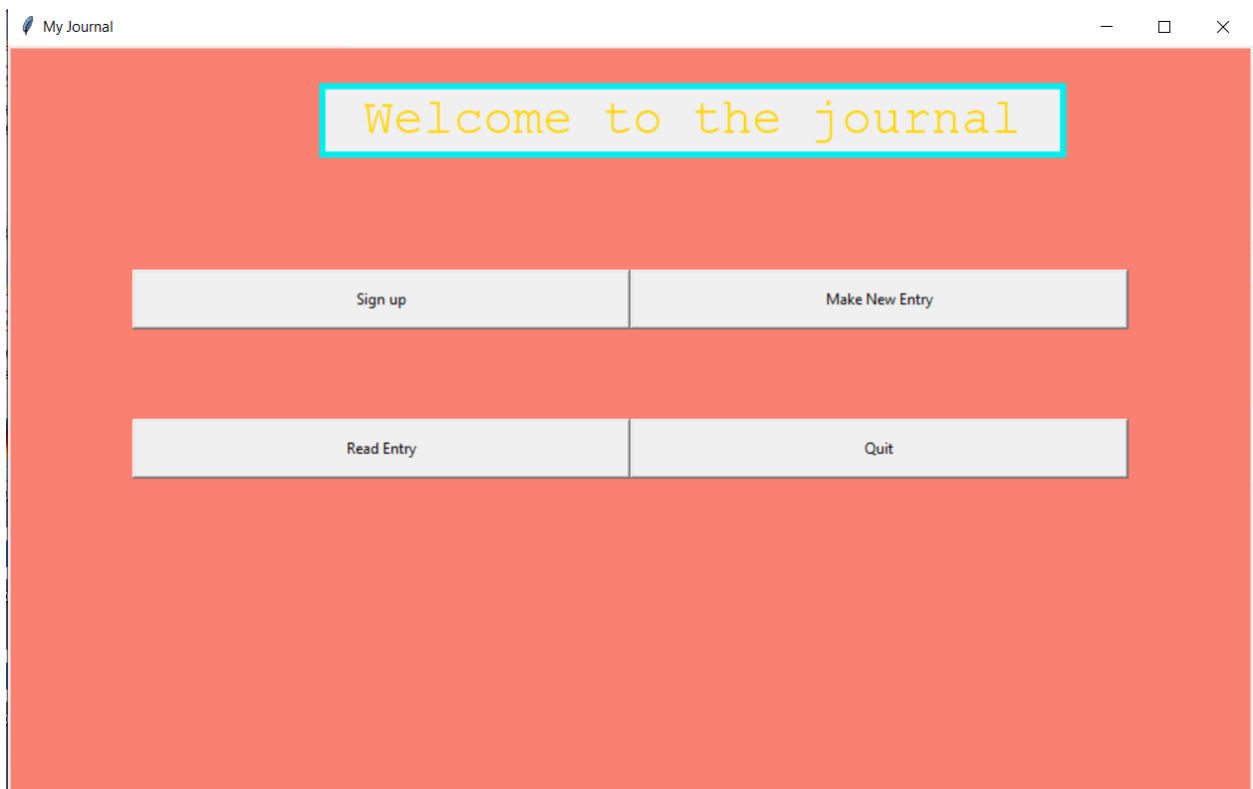 My Journal
Welcome to the journal
Sign up
Make New Entry
Read Entry
Quit